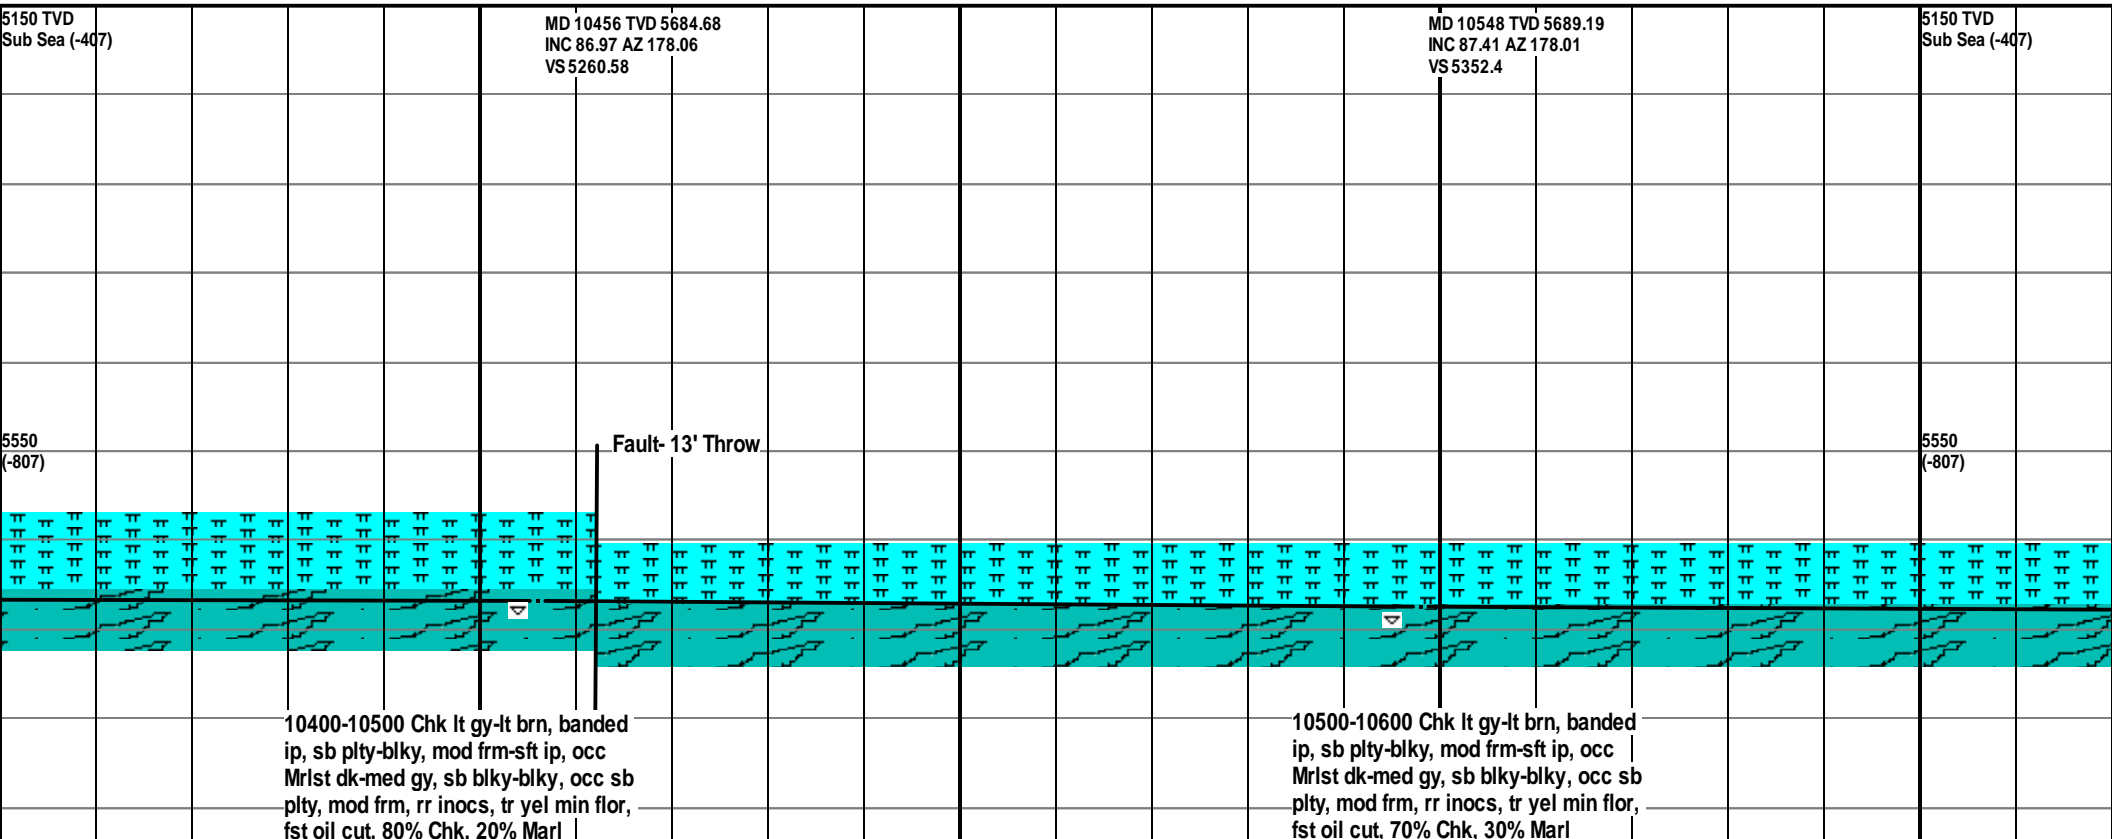 5150 TVD
Sub Sea (-407)
MD 10456 TVD 5684.68
INC 86.97 AZ 178.06
VS 5260.58
MD 10548 TVD 5689.19
INC 87.41 AZ 178.01
VS 5352.4
5150 TVD
Sub Sea (-407)
5550
(-807)
Fault- 13' Throw
5550
(-807)
10400-10500 Chk lt gy-lt brn, banded
ip, sb plty-blky, mod frm-sft ip, occ
Mrlst dk-med gy, sb blky-blky, occ sb
plty, mod frm, rr inocs, tr yel min flor,
fst oil cut, 80% Chk, 20% Marl
10500-10600 Chk lt gy-lt brn, banded
ip, sb plty-blky, mod frm-sft ip, occ
Mrlst dk-med gy, sb blky-blky, occ sb
plty, mod frm, rr inocs, tr yel min flor,
fst oil cut, 70% Chk, 30% Marl